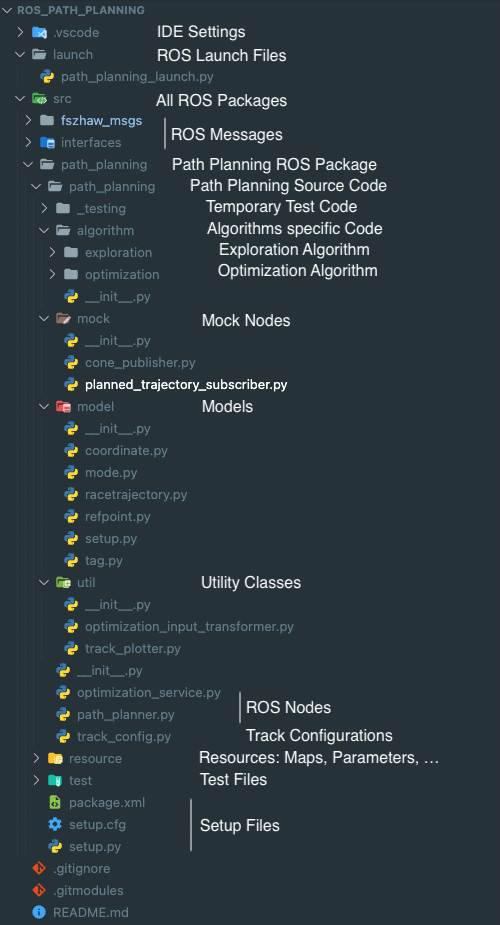 ROS_PATH_PLANNING
.vscode IDE Settings
launch ROS Launch Files
path_planning_launch.py
src All ROS Packages
fszhaw_msgs
ROS Messages
interfaces
path_planning Path Planning ROS Package
path_planning Path Planning Source Code
_testing Temporary Test Code
algorithm Algorithms specific Code
exploration Exploration Algorithm
optimization Optimization Algorithm
__init__.py
mock Mock Nodes
__init__.py
cone_publisher.py
planned_trajectory_subscriber.py
model Models
__init__.py
coordinate.py
mode.py
racetrajectory.py
refpoint.py
setup.py
tag.py
util Utility Classes
__init__.py
optimization_input_transformer.py
track_plotter.py
__init__.py
optimization_service.py
ROS Nodes
path_planner.py
track_config.py Track Configurations
resource Resources: Maps, Parameters, …
test Test Files
package.xml
setup.cfg Setup Files
setup.py
.gitignore
.gitmodules
README.md